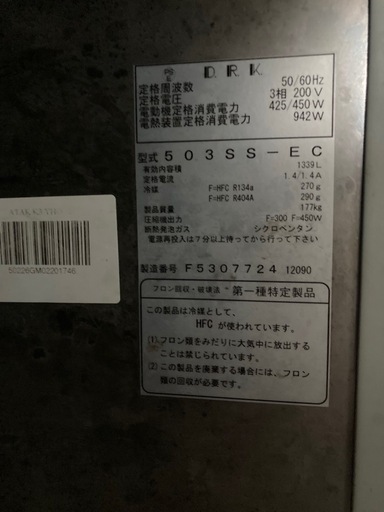 D.R.K.
定格周波数 50/60Hz
定格電圧 3相 200V
電動機定格消費電力 425/450W
電熱装置定格消費電力 942W
型式 503SS-EC
有効内容積 1339L
定格電流 1.4/1.4A
冷媒 F=HFC R134a 270g
F=HFC R404A 290g
製品質量 177kg
圧縮機出力 F=300 F=450W
断熱発泡ガス シクロペンタン
電源再投入は7分以上待ってから行って下さい
製造番号 F5307724 12090
フロン回収・破壊法 第一種特定製品
この製品は冷媒として、
HFC が使われています。
(1) フロン類をみだりに大気中に放出する
ことは禁じられています。
(2) この製品を廃棄する場合には、フロン
類の回収が必要です。
50226GM02201746